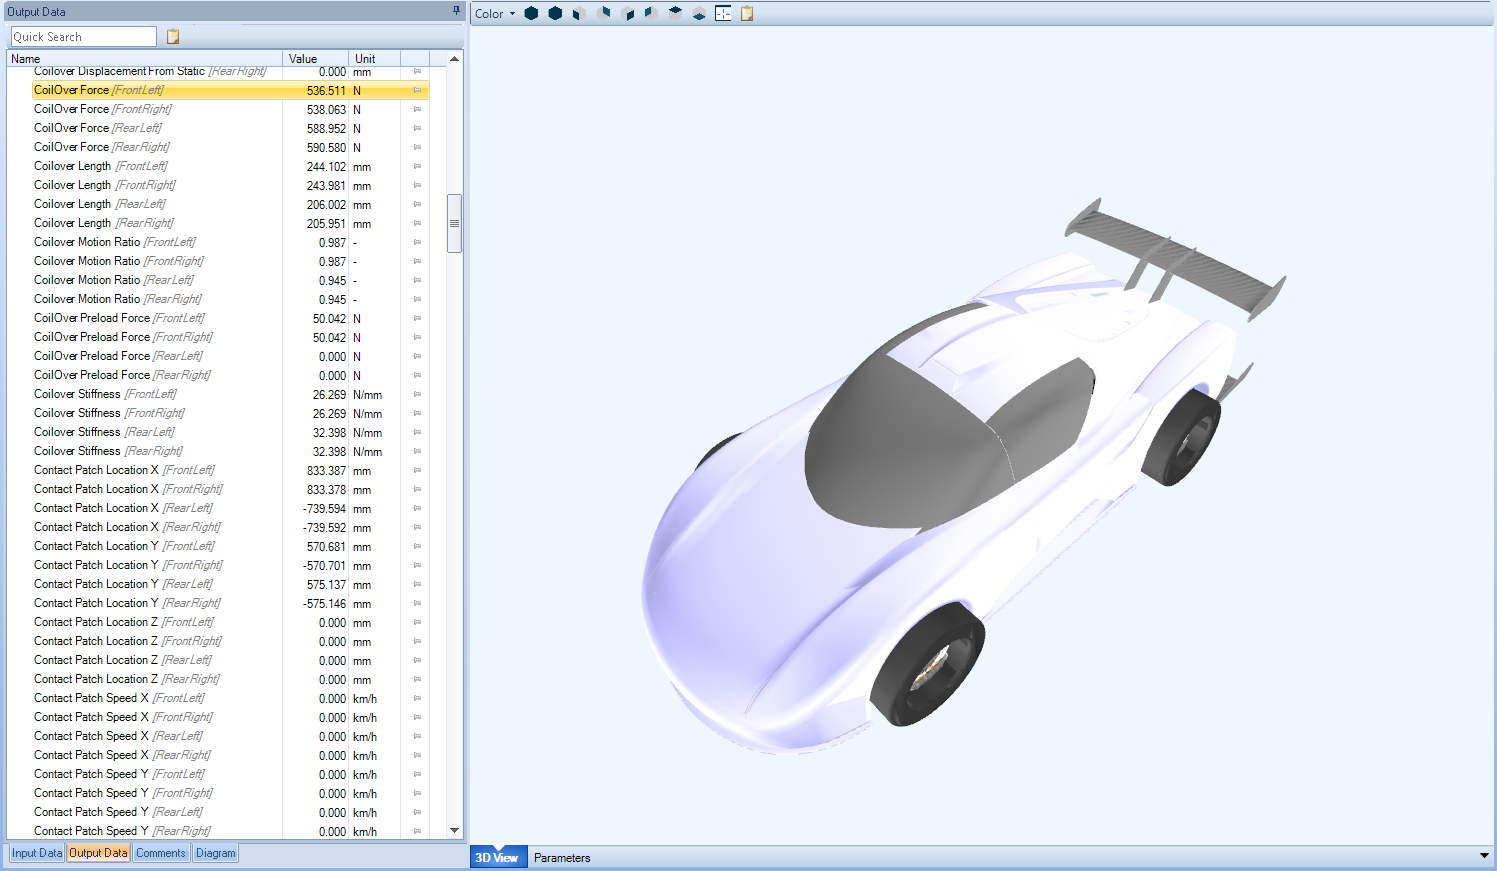 Output Data
Color
Quick Search
Name Value Unit
Coilover Displacement From Static [RearRight] 0.000 mm
CoilOver Force [FrontLeft] 536.511 N
CoilOver Force [FrontRight] 538.063 N
CoilOver Force [RearLeft] 588.952 N
CoilOver Force [RearRight] 590.580 N
Coilover Length [FrontLeft] 244.102 mm
Coilover Length [FrontRight] 243.981 mm
Coilover Length [RearLeft] 206.002 mm
Coilover Length [RearRight] 205.951 mm
Coilover Motion Ratio [FrontLeft] 0.987 -
Coilover Motion Ratio [FrontRight] 0.987 -
Coilover Motion Ratio [RearLeft] 0.945 -
Coilover Motion Ratio [RearRight] 0.945 -
CoilOver Preload Force [FrontLeft] 50.042 N
CoilOver Preload Force [FrontRight] 50.042 N
CoilOver Preload Force [RearLeft] 0.000 N
CoilOver Preload Force [RearRight] 0.000 N
Coilover Stiffness [FrontLeft] 26.269 N/mm
Coilover Stiffness [FrontRight] 26.269 N/mm
Coilover Stiffness [RearLeft] 32.398 N/mm
Coilover Stiffness [RearRight] 32.398 N/mm
Contact Patch Location X [FrontLeft] 833.387 mm
Contact Patch Location X [FrontRight] 833.378 mm
Contact Patch Location X [RearLeft] -739.594 mm
Contact Patch Location X [RearRight] -739.592 mm
Contact Patch Location Y [FrontLeft] 570.681 mm
Contact Patch Location Y [FrontRight] -570.701 mm
Contact Patch Location Y [RearLeft] 575.137 mm
Contact Patch Location Y [RearRight] -575.146 mm
Contact Patch Location Z [FrontLeft] 0.000 mm
Contact Patch Location Z [FrontRight] 0.000 mm
Contact Patch Location Z [RearLeft] 0.000 mm
Contact Patch Location Z [RearRight] 0.000 mm
Contact Patch Speed X [FrontLeft] 0.000 km/h
Contact Patch Speed X [FrontRight] 0.000 km/h
Contact Patch Speed X [RearLeft] 0.000 km/h
Contact Patch Speed X [RearRight] 0.000 km/h
Contact Patch Speed Y [FrontLeft] 0.000 km/h
Contact Patch Speed Y [FrontRight] 0.000 km/h
Contact Patch Speed Y [RearLeft] 0.000 km/h
Contact Patch Speed Y [RearRight] 0.000 km/h
Input Data Output Data Comments Diagram
3D View Parameters